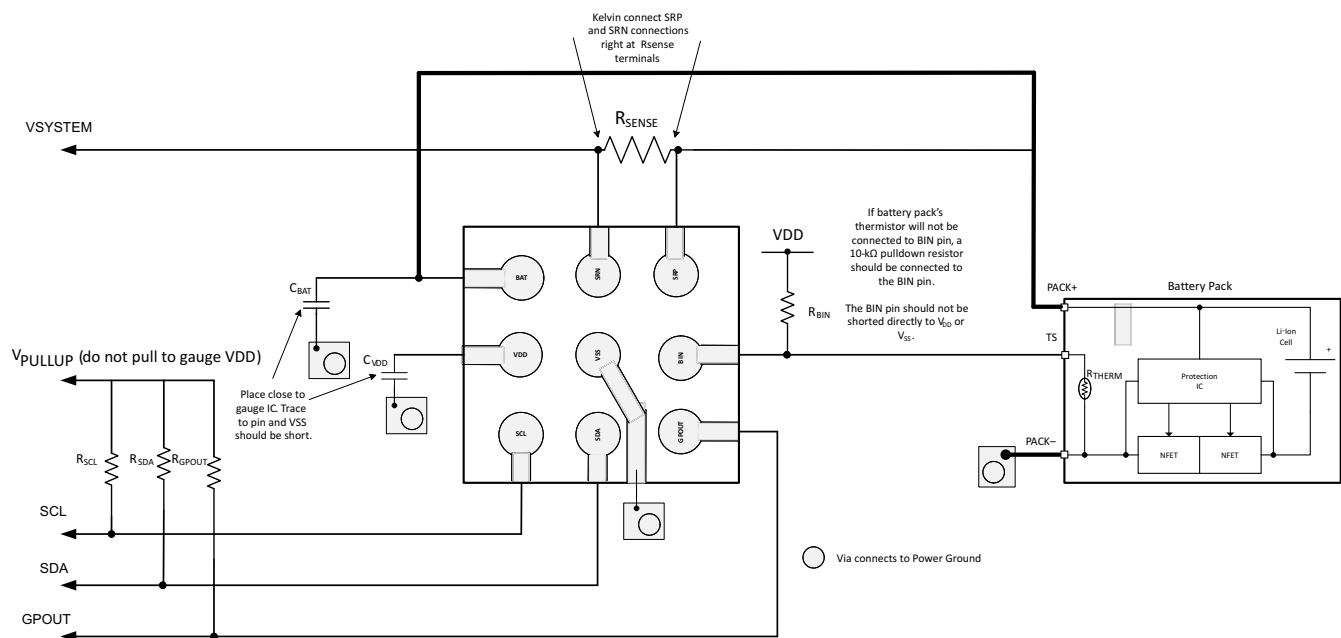 Kelvin connect SRP
and SRN connections
right at Rsense
terminals
VSYSTEM
RSENSE
If battery pack's
thermistor will not be
connected to BIN pin, a
10-kΩ pulldown resistor
should be connected to
the BIN pin.
The BIN pin should not be
shorted directly to VDD or
VSS.
VDD
RBIN
BAT
SRN
SRP
CBAT
PACK+
Battery Pack
TS
Li-Ion
Cell
+
RTHERM
Protection
IC
PACK–
NFET
NFET
VDD
VSS
BIN
CVDD
VPULLUP (do not pull to gauge VDD)
Place close to
gauge IC. Trace
to pin and VSS
should be short.
SCL
SDA
GPOUT
RSCL
RSDA
RGPOUT
SCL
SDA
GPOUT
Via connects to Power Ground